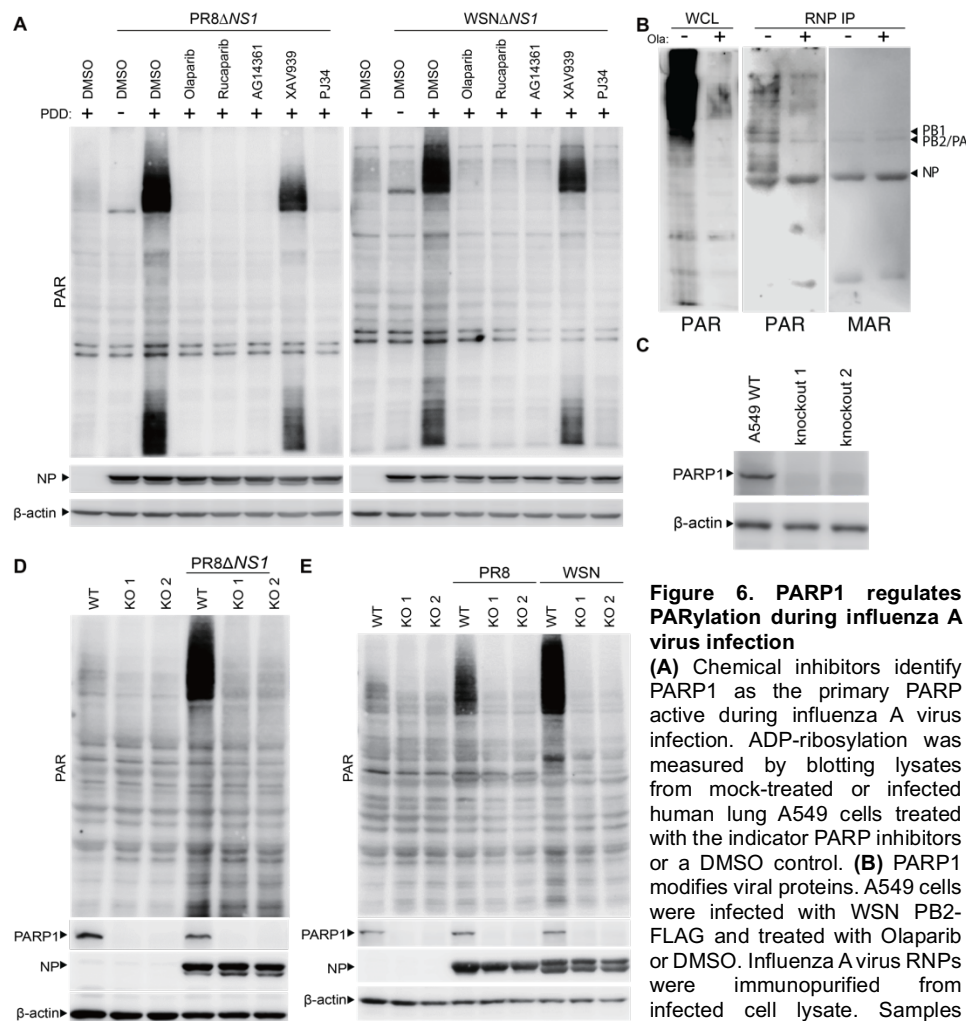 A
PR8ΔNS1
WSNΔNS1
DMSO DMSO DMSO Olaparib Rucaparib AG14361 XAV939 PJ34
DMSO DMSO DMSO Olaparib Rucaparib AG14361 XAV939 PJ34
PDD: + - + + + + + +
+ - + + + + + +
PAR
NP
β-actin
B
WCL
RNP IP
Ola: - + - + - +
PB1
PB2/PA
NP
PAR PAR MAR
C
A549 WT
knockout 1
knockout 2
PARP1
β-actin
D
PR8ΔNS1
WT KO 1 KO 2 WT KO 1 KO 2
PAR
PARP1
NP
β-actin
E
PR8 WSN
WT KO 1 KO 2 WT KO 1 KO 2 WT KO 1 KO 2
PAR
PARP1
NP
β-actin
Figure 6. PARP1 regulates
PARylation during influenza A
virus infection
(A) Chemical inhibitors identify
PARP1 as the primary PARP
active during influenza A virus
infection. ADP-ribosylation was
measured by blotting lysates
from mock-treated or infected
human lung A549 cells treated
with the indicator PARP inhibitors
or a DMSO control. (B) PARP1
modifies viral proteins. A549 cells
were infected with WSN PB2-
FLAG and treated with Olaparib
or DMSO. Influenza A virus RNPs
were immunopurified from
infected cell lysate. Samples